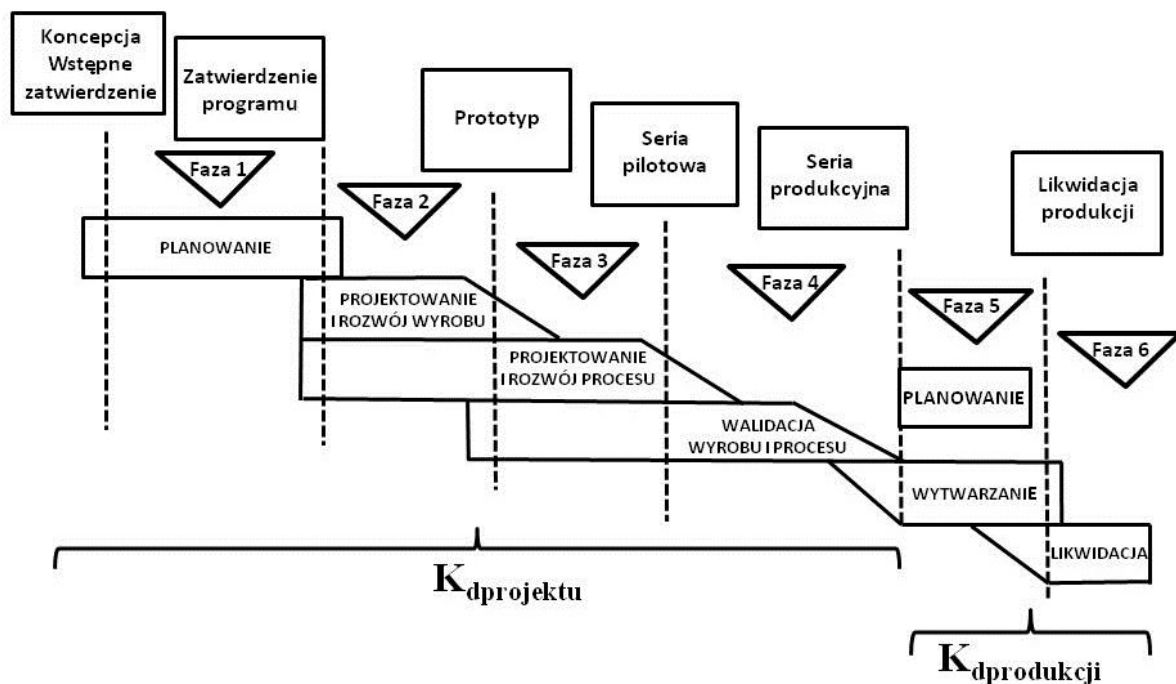 Koncepcja
Wstępne
zatwierdzenie
Zatwierdzenie
programu
Prototyp
Seria
pilotowa
Seria
produkcyjna
Likwidacja
produkcji
Faza 1
Faza 2
Faza 3
Faza 4
Faza 5
Faza 6
PLANOWANIE
PROJEKTOWANIE
I ROZWÓJ WYROBU
PROJEKTOWANIE
I ROZWÓJ PROCESU
WALIDACJA
WYROBU I PROCESU
PLANOWANIE
WYTWARZANIE
LIKWIDACJA
Kdprojektu
Kdprodukcji